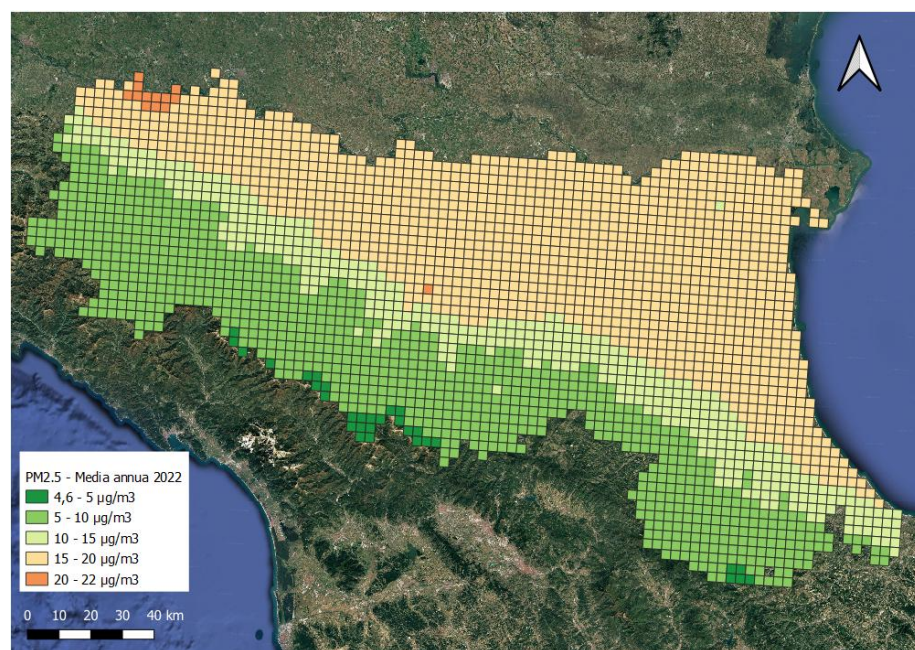 PM2.5 - Media annua 2022
4,6 - 5 µg/m3
5 - 10 µg/m3
10 - 15 µg/m3
15 - 20 µg/m3
20 - 22 µg/m3
0 10 20 30 40 km